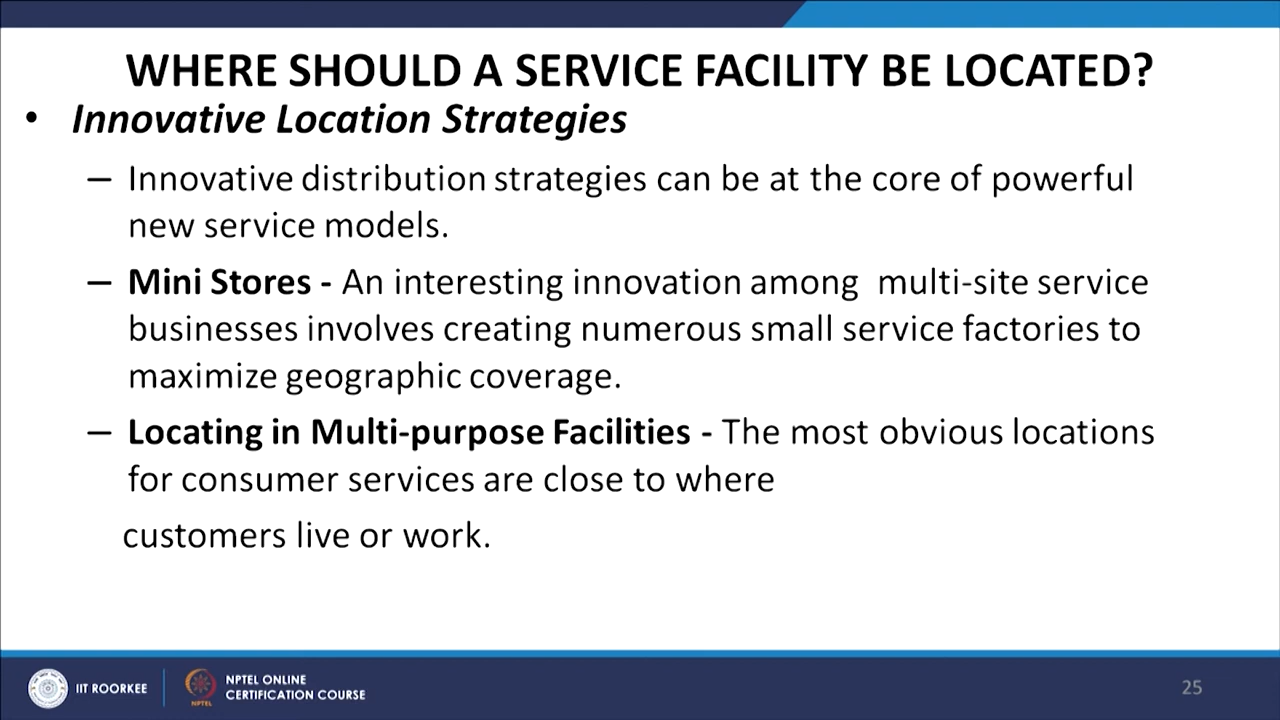 WHERE SHOULD A SERVICE FACILITY BE LOCATED?
• Innovative Location Strategies
– Innovative distribution strategies can be at the core of powerful
new service models.
– Mini Stores - An interesting innovation among multi-site service
businesses involves creating numerous small service factories to
maximize geographic coverage.
– Locating in Multi-purpose Facilities - The most obvious locations
for consumer services are close to where
customers live or work.
IIT ROORKEE
NPTEL
NPTEL ONLINE
CERTIFICATION COURSE
25